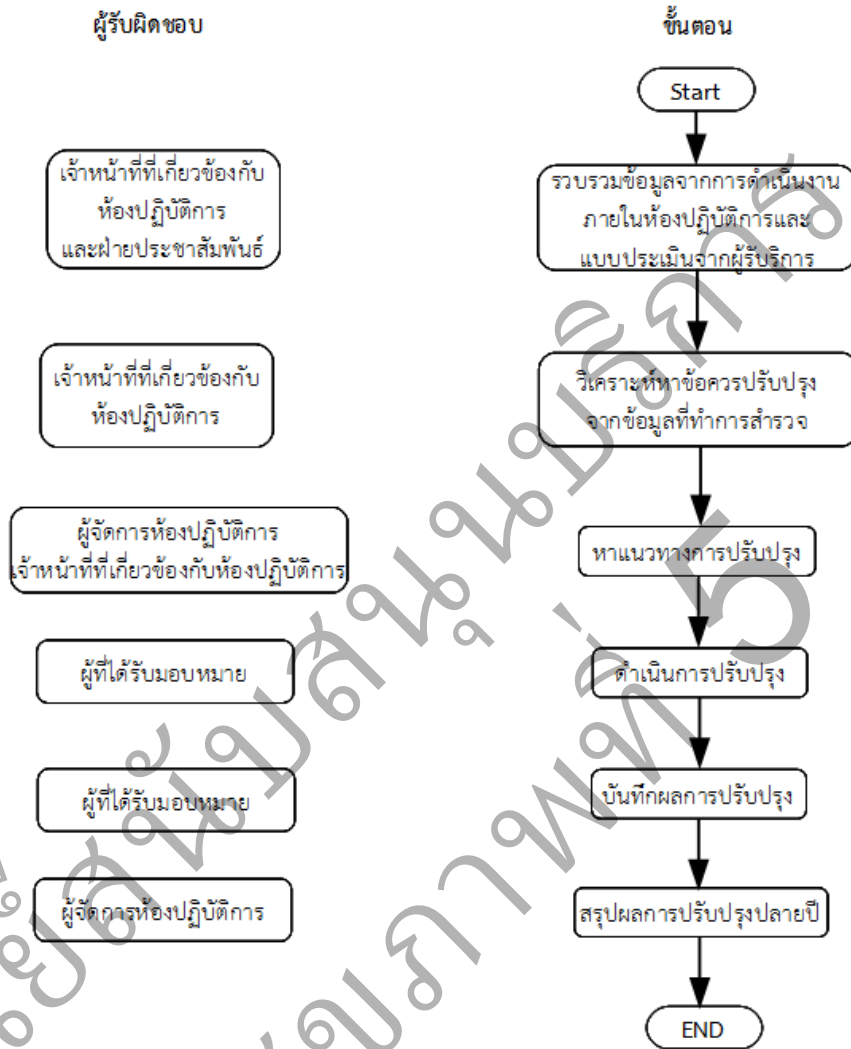 ผู้รับผิดชอบ
ขั้นตอน
Start
เจ้าหน้าที่ที่เกี่ยวข้องกับ
ห้องปฏิบัติการ
และฝ่ายประชาสัมพันธ์
รวบรวมข้อมูลจากการดำเนินงาน
ภายในห้องปฏิบัติการและ
แบบประเมินจากผู้รับริการ
เจ้าหน้าที่ที่เกี่ยวข้องกับ
ห้องปฏิบัติการ
วิเคราะห์หาข้อควรปรับปรุง
จากข้อมูลที่ทำการสำรวจ
ผู้จัดการห้องปฏิบัติการ
เจ้าหน้าที่ที่เกี่ยวข้องกับห้องปฏิบัติการ
หาแนวทางการปรับปรุง
ผู้ที่ได้รับมอบหมาย
ดำเนินการปรับปรุง
ผู้ที่ได้รับมอบหมาย
บันทึกผลการปรับปรุง
ผู้จัดการห้องปฏิบัติการ
สรุปผลการปรับปรุงปลายปี
END